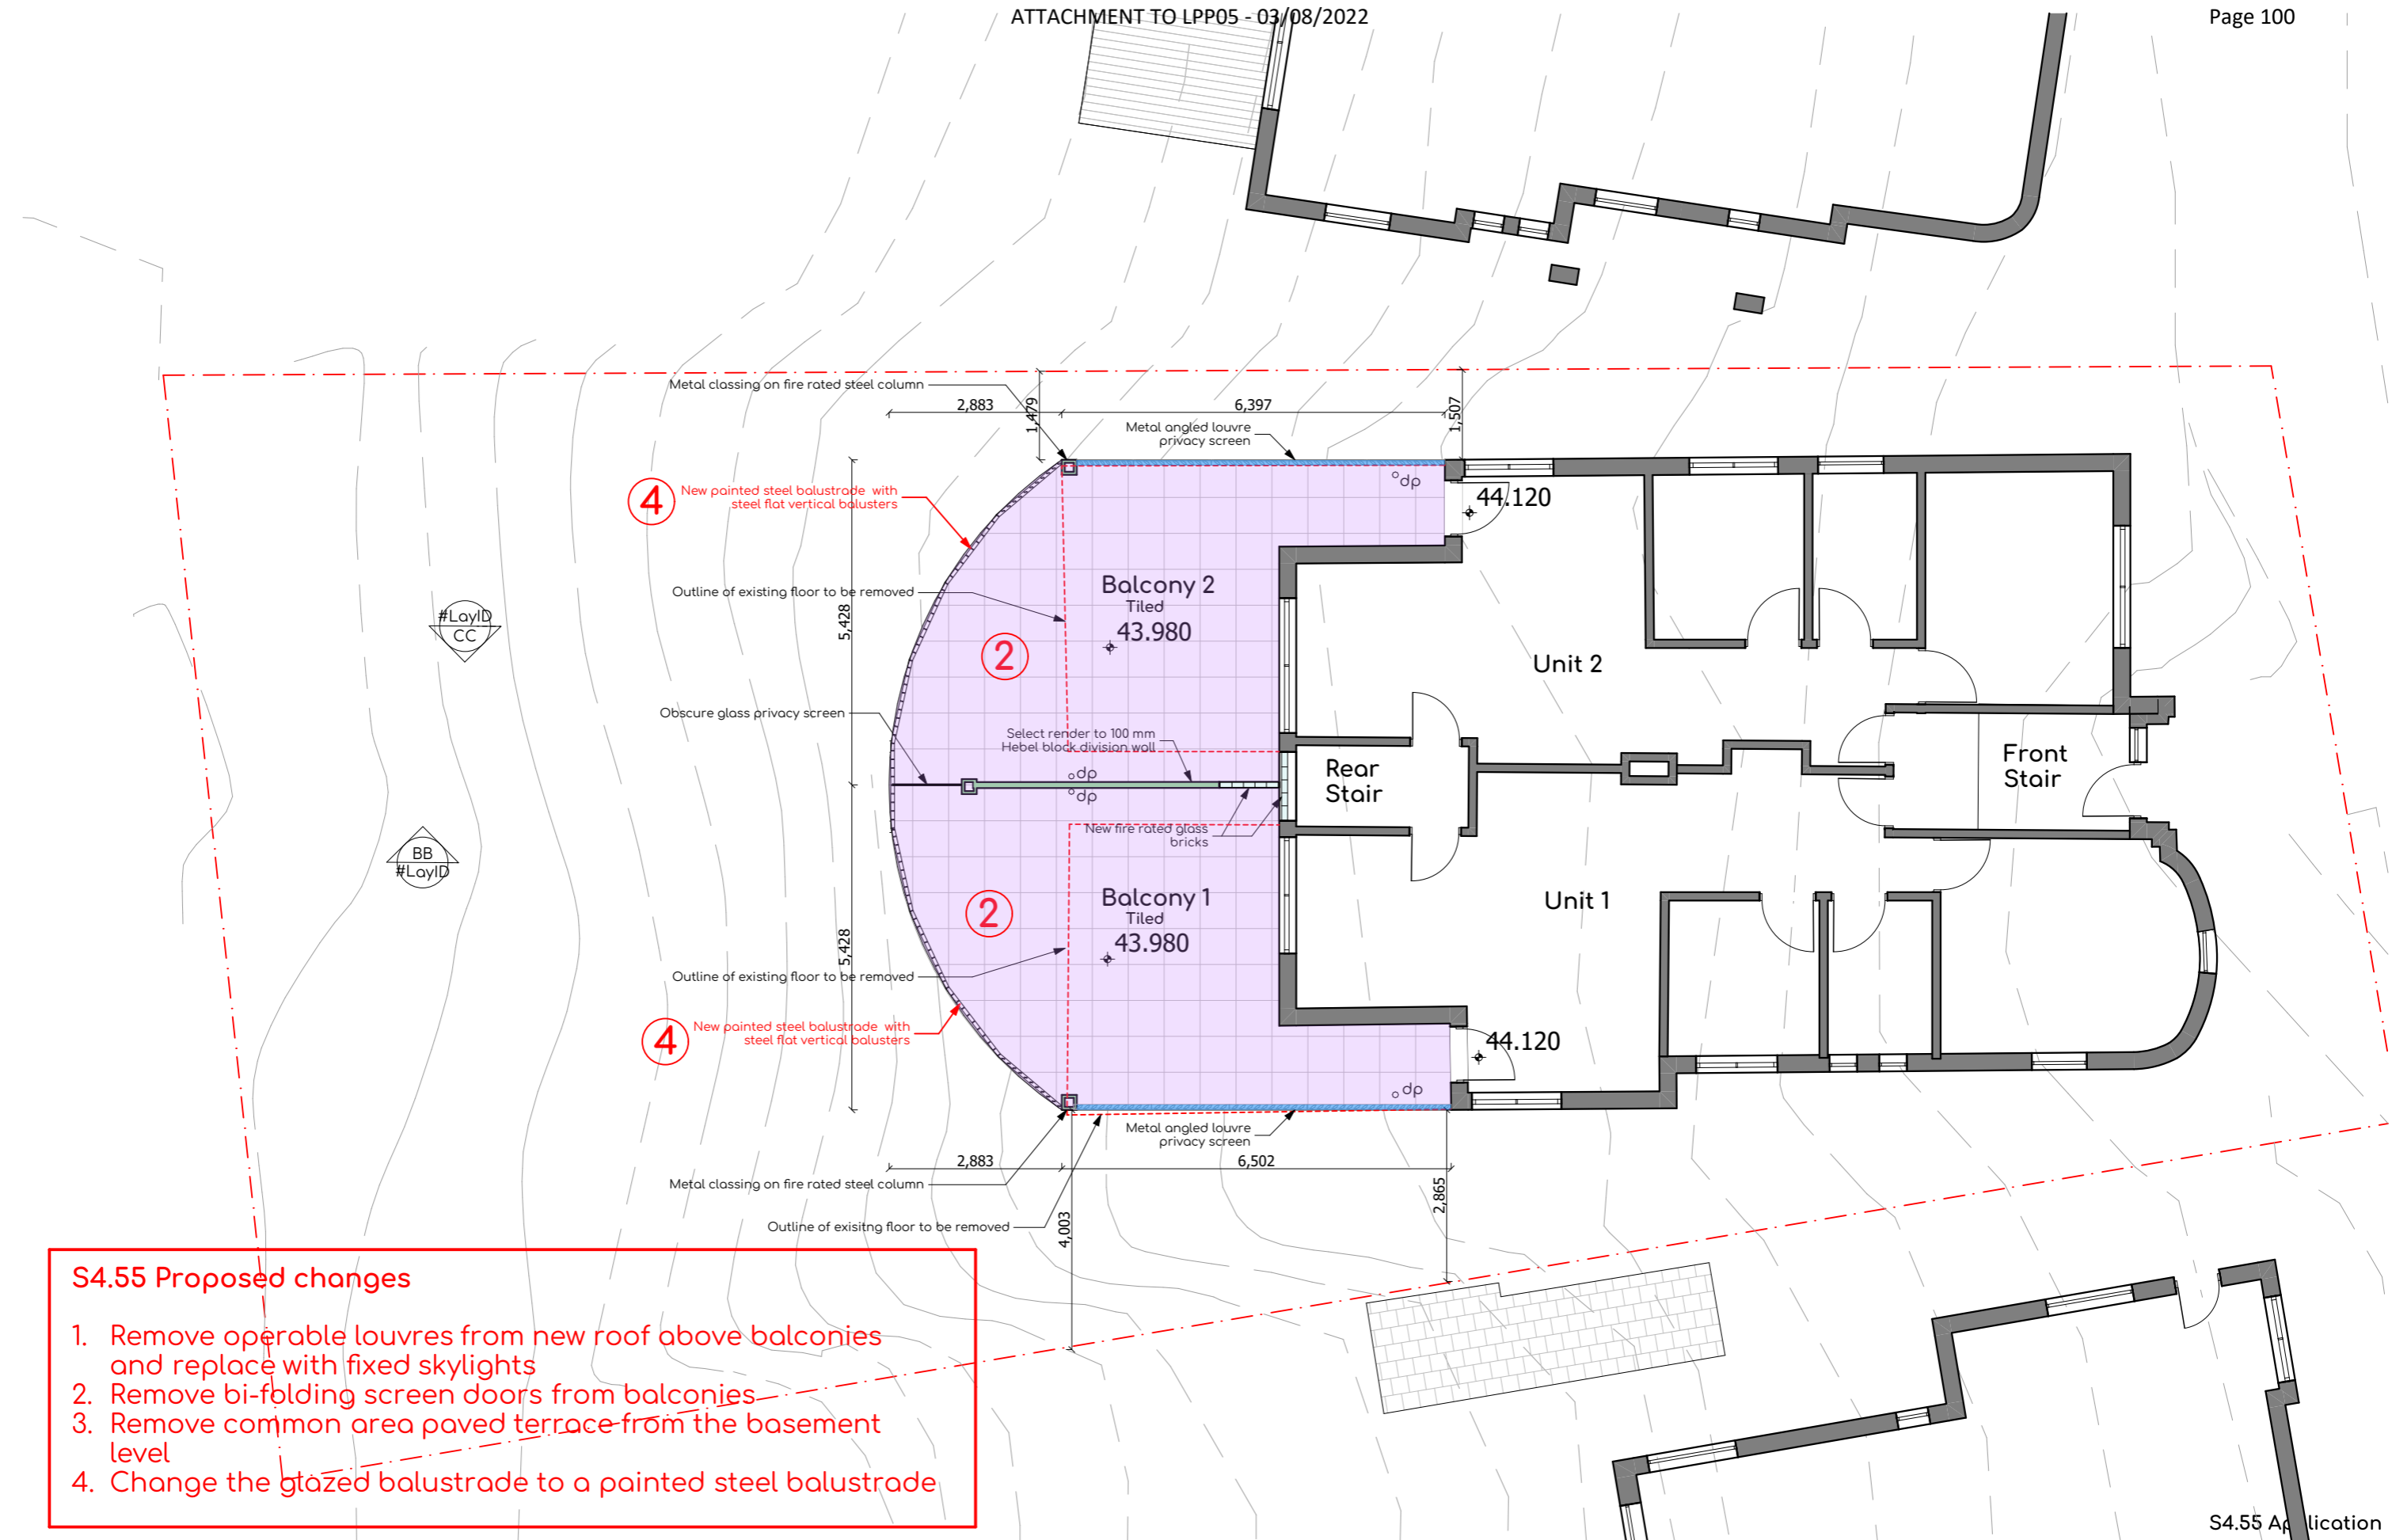 ATTACHMENT TO LPP05 - 03/08/2022
Page 100
Metal classing on fire rated steel column
2,883
1,479
6,397
1,507
Metal angled louvre
privacy screen
4
New painted steel balustrade with
steel flat vertical balusters
dp
44.120
Outline of existing floor to be removed
Balcony 2
Tiled
43.980
5,428
#LayID
CC
2
Unit 2
Obscure glass privacy screen
Select render to 100 mm
Hebel block division wall
Rear
Stair
Front
Stair
dp
dp
New fire rated glass
bricks
BB
#LayID
2
Balcony 1
Tiled
43.980
Unit 1
5,428
Outline of existing floor to be removed
4
New painted steel balustrade with
steel flat vertical balusters
44.120
dp
Metal angled louvre
privacy screen
2,883
6,502
Metal classing on fire rated steel column
2,865
4,003
Outline of exisitng floor to be removed
S4.55 Proposed changes
1. Remove operable louvres from new roof above balconies
and replace with fixed skylights
2. Remove bi-folding screen doors from balconies
3. Remove common area paved terrace from the basement
level
4. Change the glazed balustrade to a painted steel balustrade
S4.55 Application